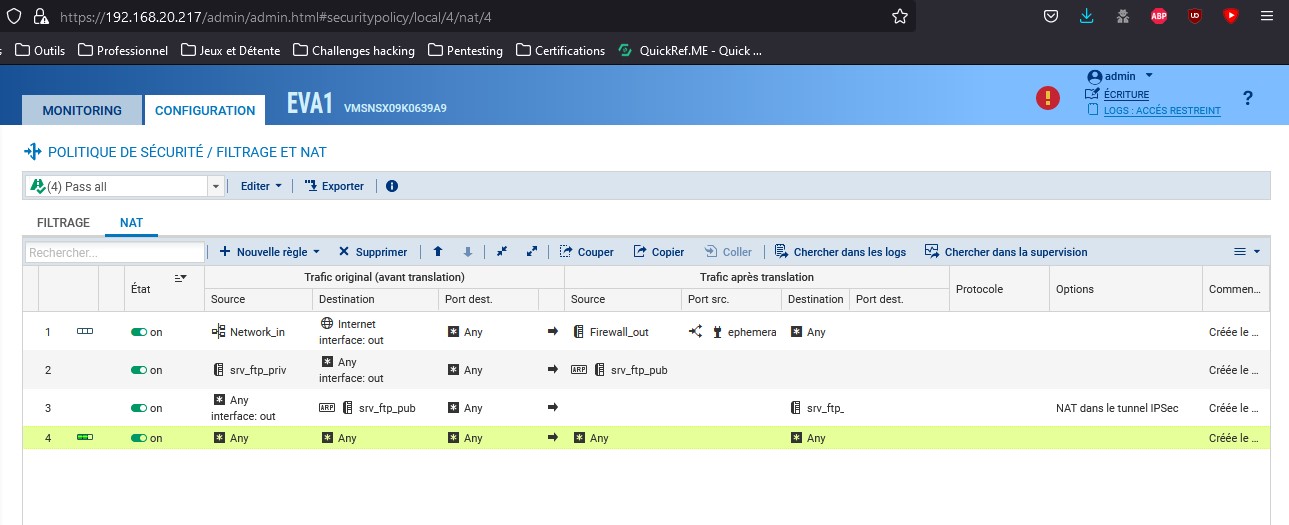 https://192.168.20.217/admin/admin.html#securitypolicy/local/4/nat/4
ABP
UD
s Outils Professionnel Jeux et Détente Challenges hacking Pentesting Certifications QuickRef.ME - Quick ...
MONITORING CONFIGURATION EVA1 VMSNSX09K0639A9
admin
ÉCRITURE
LOGS : ACCÈS RESTREINT
?
POLITIQUE DE SÉCURITÉ / FILTRAGE ET NAT
(4) Pass all Editer Exporter
FILTRAGE NAT
Rechercher... Nouvelle règle Supprimer Couper Copier Coller Chercher dans les logs Chercher dans la supervision
État Trafic original (avant translation) Trafic après translation Protocole Options Commen...
Source Destination Port dest. Source Port src. Destination Port dest.
1 on Network_in Internet
interface: out Any Firewall_out ephemera Any Créée le ...
2 on srv_ftp_priv Any
interface: out Any ARP srv_ftp_pub Créée le ...
3 on Any
interface: out ARP srv_ftp_pub Any srv_ftp_ NAT dans le tunnel IPSec Créée le ...
4 on Any Any Any Any Any Créée le ...